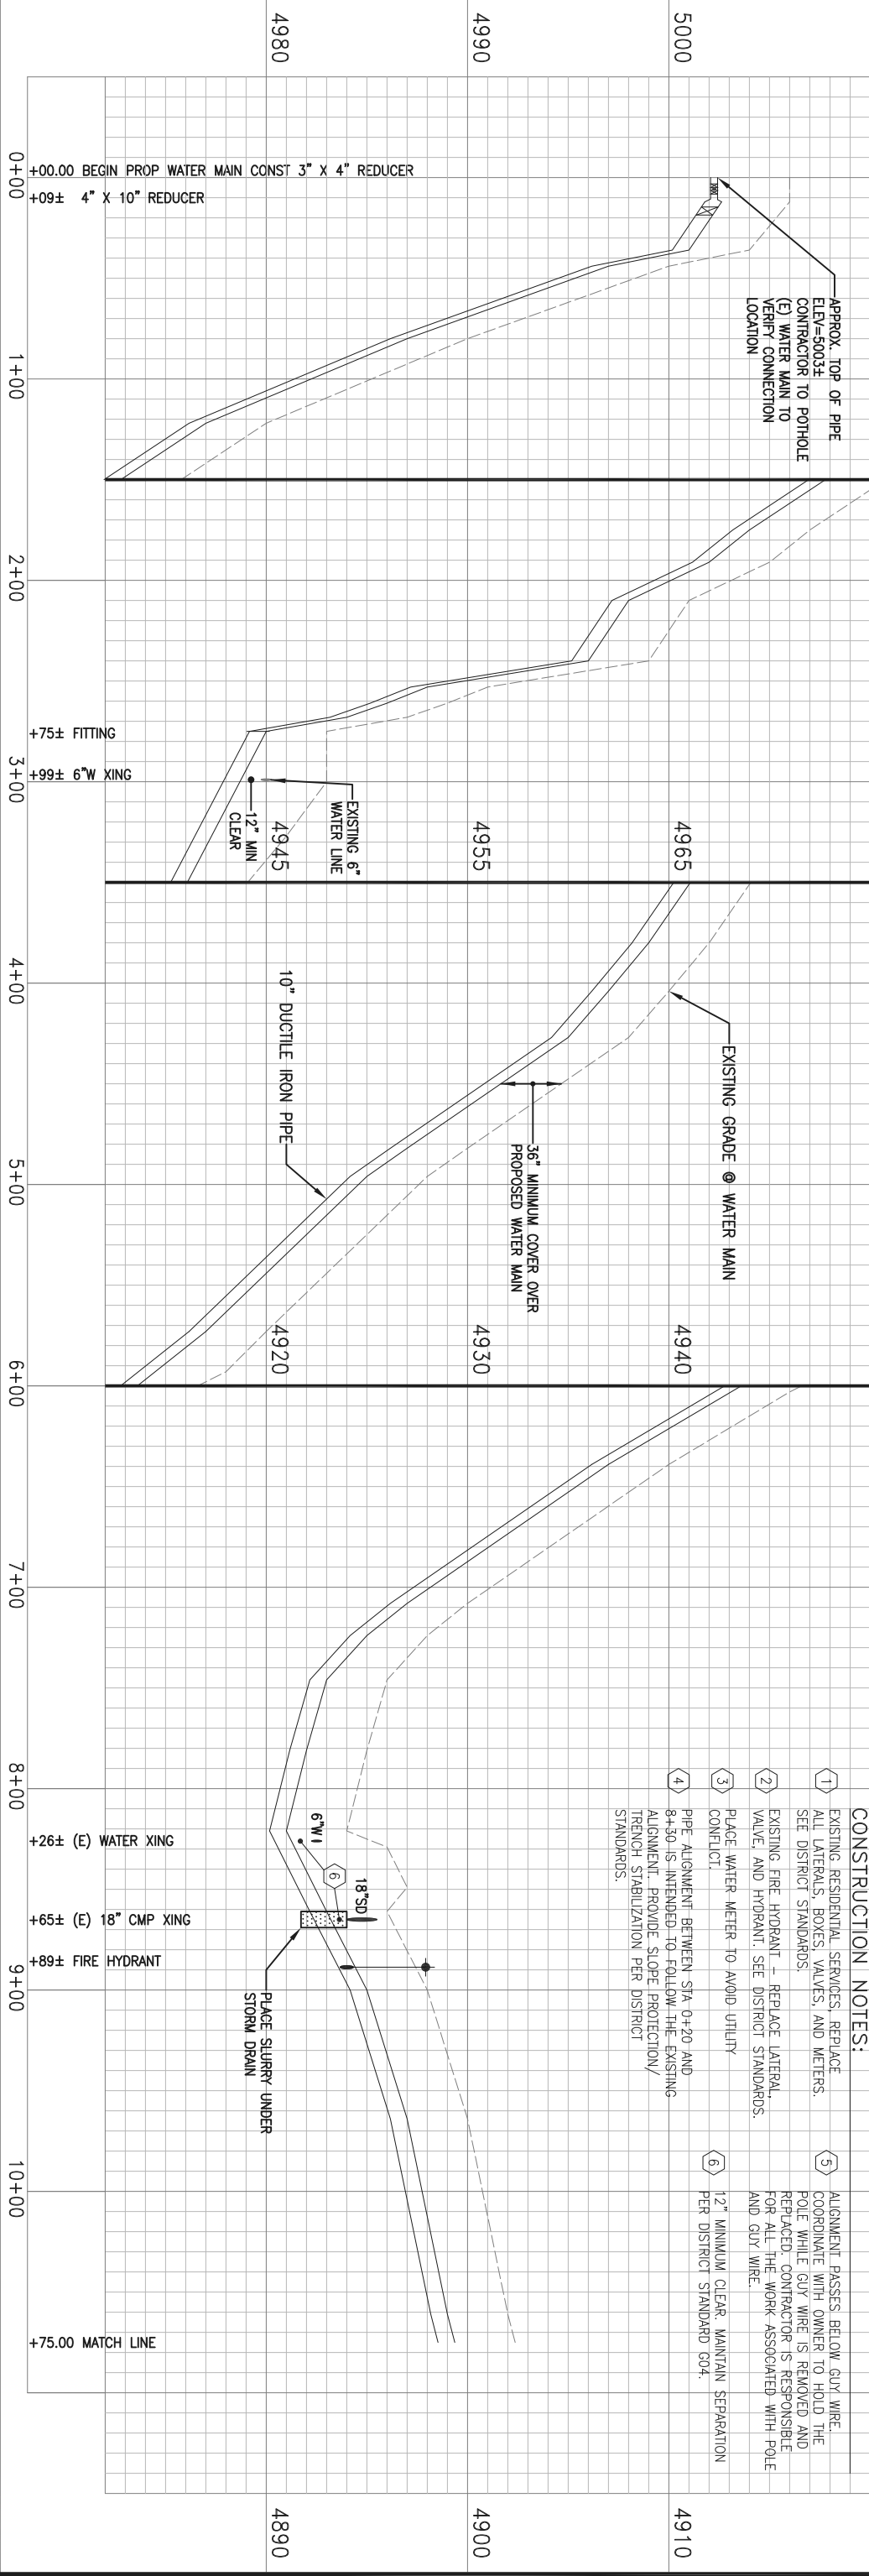 4980
4990
5000
0+00
+00.00 BEGIN PROP WATER MAIN CONST 3" X 4" REDUCER
+09± 4" X 10" REDUCER
APPROX. TOP OF PIPE
ELEV=5003±
CONTRACTOR TO POTHOLE
(E) WATER MAIN TO
VERIFY CONNECTION
LOCATION
1+00
2+00
+75± FITTING
3+00
+99± 6"W XING
EXISTING 6"
WATER LINE
12" MIN
CLEAR
4945
4955
4965
4+00
10" DUCTILE IRON PIPE
EXISTING GRADE @ WATER MAIN
36" MINIMUM COVER OVER
PROPOSED WATER MAIN
5+00
4920
4930
4940
6+00
7+00
8+00
+26± (E) WATER XING
6"W
6
18"SD
+65± (E) 18" CMP XING
+89± FIRE HYDRANT
9+00
PLACE SLURRY UNDER
STORM DRAIN
10+00
+75.00 MATCH LINE
4890
4900
4910
CONSTRUCTION NOTES:
1 EXISTING RESIDENTIAL SERVICES, REPLACE
ALL LATERALS, BOXES, VALVES, AND METERS.
SEE DISTRICT STANDARDS.
2 EXISTING FIRE HYDRANT – REPLACE LATERAL,
VALVE, AND HYDRANT. SEE DISTRICT STANDARDS.
3 PLACE WATER METER TO AVOID UTILITY
CONFLICT.
4 PIPE ALIGNMENT BETWEEN STA 0+20 AND
8+30 IS INTENDED TO FOLLOW THE EXISTING
ALIGNMENT. PROVIDE SLOPE PROTECTION/
TRENCH STABILIZATION PER DISTRICT
STANDARDS.
5 ALIGNMENT PASSES BELOW GUY WIRE.
COORDINATE WITH OWNER TO HOLD THE
POLE WHILE GUY WIRE IS REMOVED AND
REPLACED. CONTRACTOR IS RESPONSIBLE
FOR ALL THE WORK ASSOCIATED WITH POLE
AND GUY WIRE.
6 12" MINIMUM CLEAR. MAINTAIN SEPARATION
PER DISTRICT STANDARD G04.